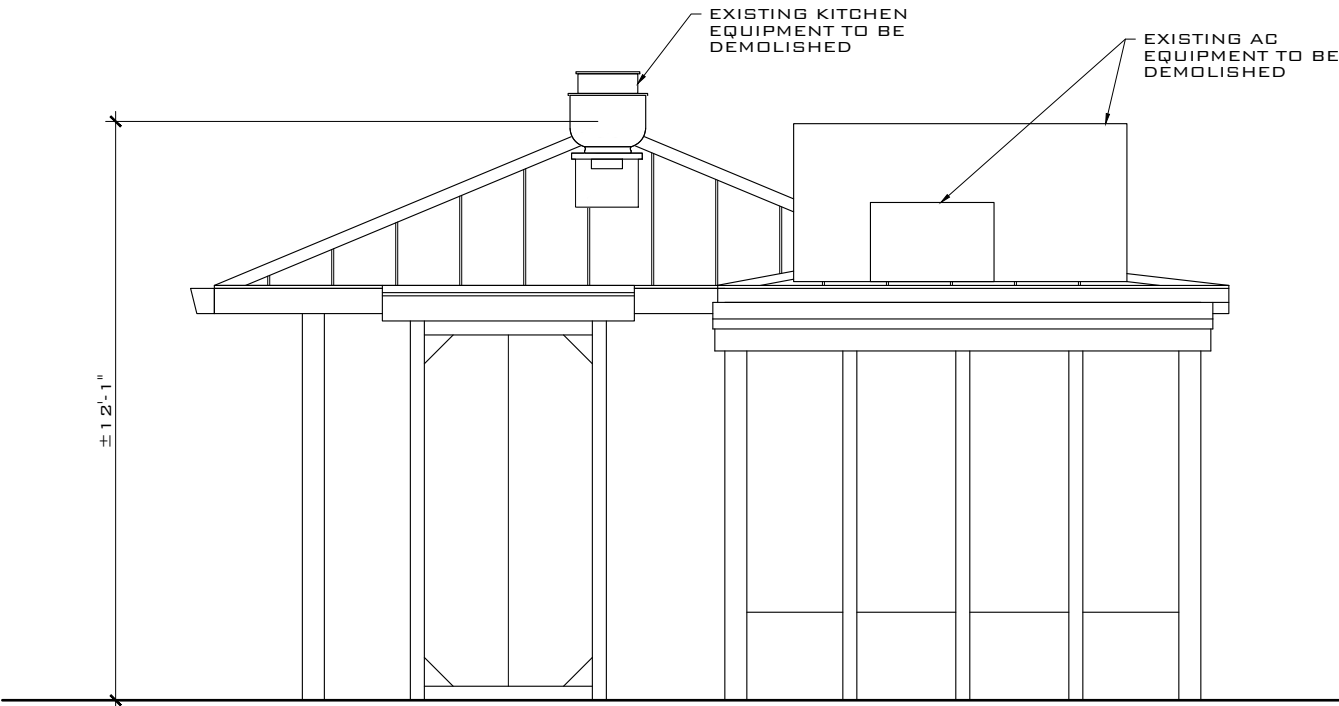 EXISTING KITCHEN
EQUIPMENT TO BE
DEMOLISHED
EXISTING AC
EQUIPMENT TO BE
DEMOLISHED
±12'-1"